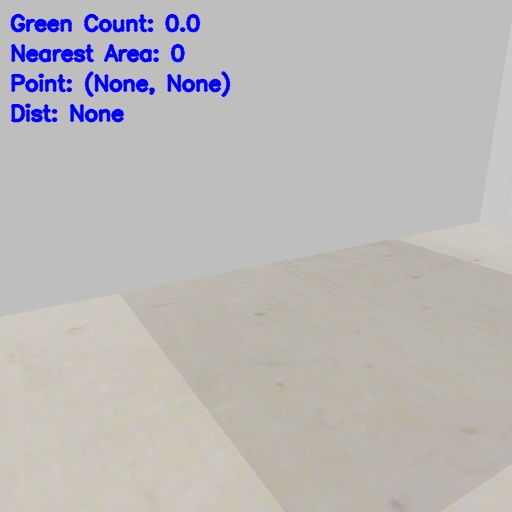 Green Count: 0.0
Nearest Area: 0
Point: (None, None)
Dist: None